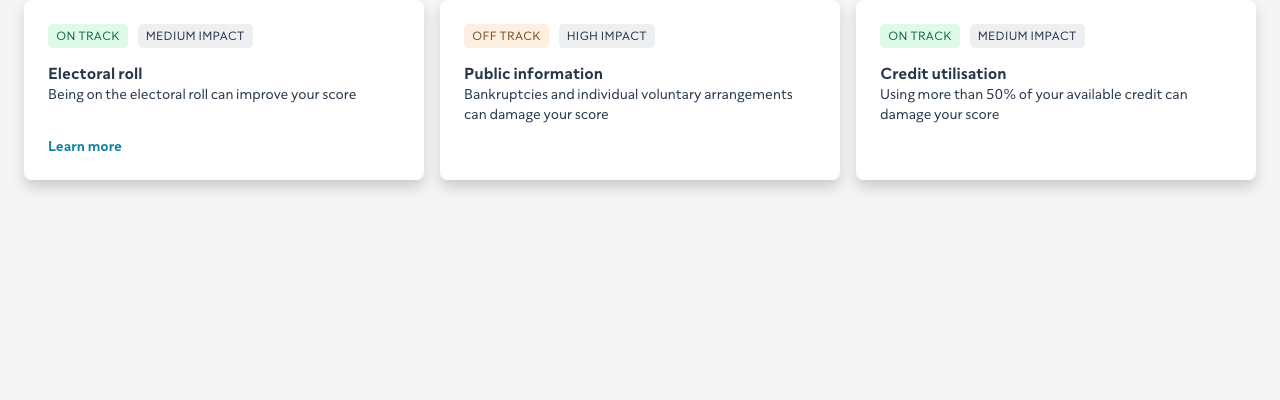 ON TRACK MEDIUM IMPACT
Electoral roll
Being on the electoral roll can improve your score
Learn more
OFF TRACK HIGH IMPACT
Public information
Bankruptcies and individual voluntary arrangements
can damage your score
ON TRACK MEDIUM IMPACT
Credit utilisation
Using more than 50% of your available credit can
damage your score